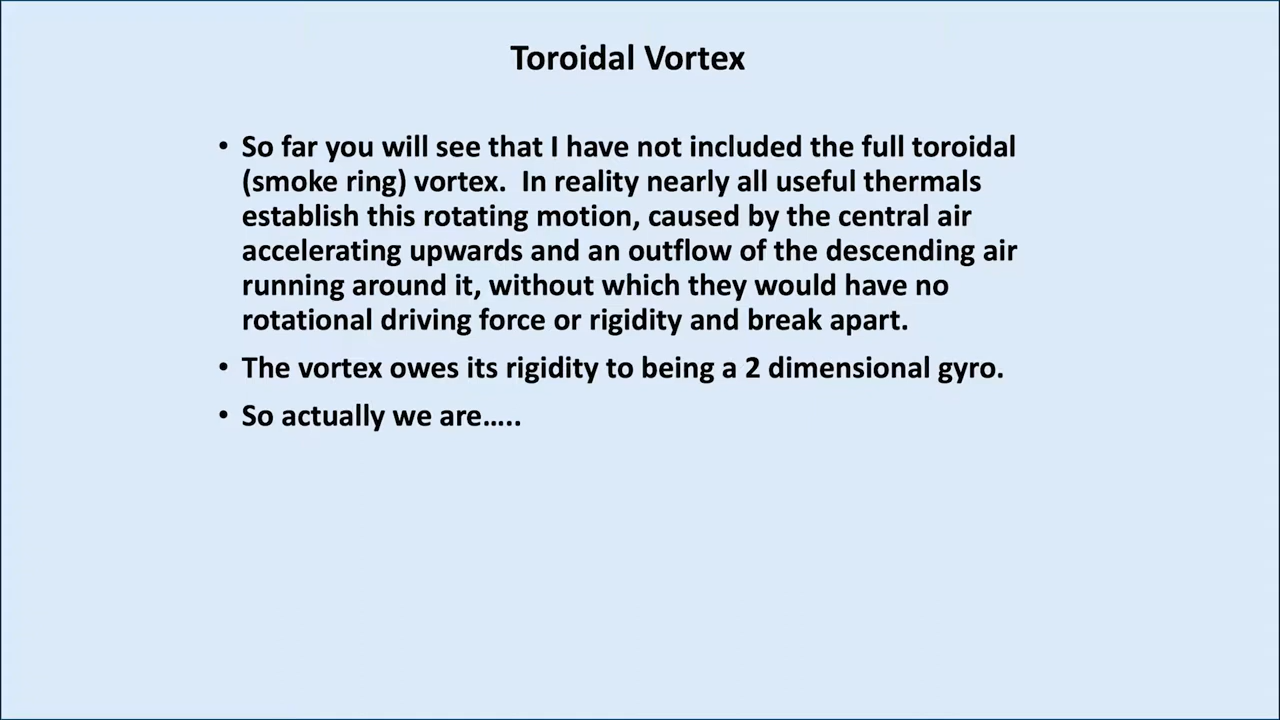 Toroidal Vortex
• So far you will see that I have not included the full toroidal
(smoke ring) vortex.  In reality nearly all useful thermals
establish this rotating motion, caused by the central air
accelerating upwards and an outflow of the descending air
running around it, without which they would have no
rotational driving force or rigidity and break apart.
• The vortex owes its rigidity to being a 2 dimensional gyro.
• So actually we are…..